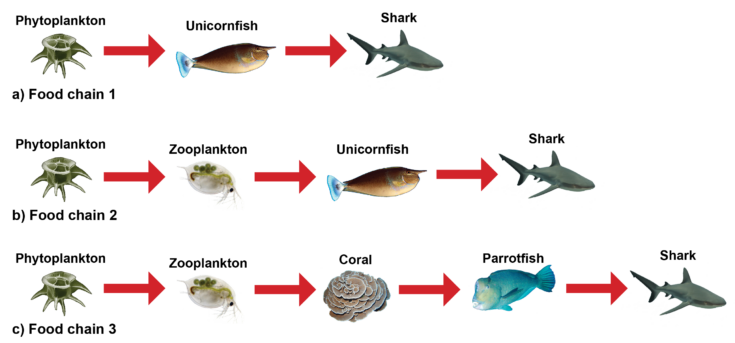 Phytoplankton
Unicornfish
Shark
a) Food chain 1
Phytoplankton
Zooplankton
Unicornfish
Shark
b) Food chain 2
Phytoplankton
Zooplankton
Coral
Parrotfish
Shark
c) Food chain 3